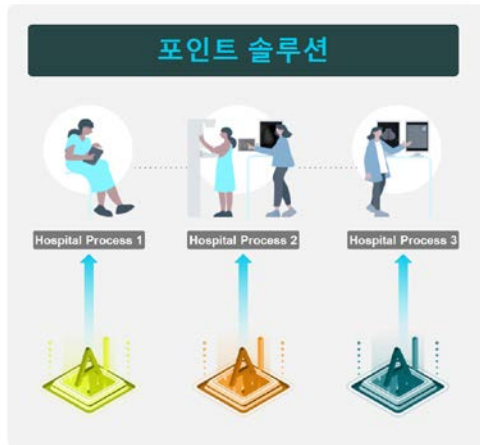 포인트 솔루션
Hospital Process 1
Hospital Process 2
Hospital Process 3